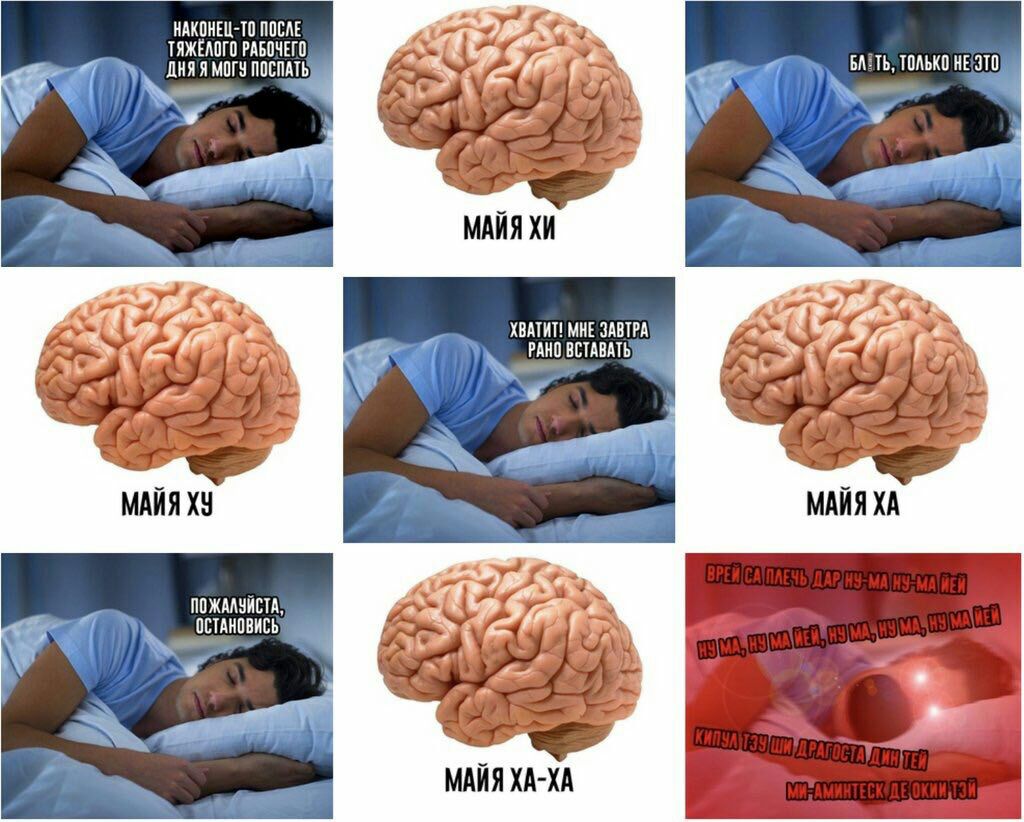 НАКОНЕЦ-ТО ПОСЛЕ
ТЯЖЁЛОГО РАБОЧЕГО
ДНЯ Я МОГУ ПОСПАТЬ
МАЙЯ ХИ
БЛ▒ТЬ, ТОЛЬКО НЕ ЭТО
МАЙЯ ХУ
ХВАТИТ! МНЕ ЗАВТРА
РАНО ВСТАВАТЬ
МАЙЯ ХА
ПОЖАЛУЙСТА,
ОСТАНОВИСЬ
МАЙЯ ХА-ХА
ВРЕЙ СА ПЛЕЧЬ ДАР НУ-МА НУ-МА ЙЕЙ
НУ МА, НУ МА ЙЕЙ, НУ МА, НУ МА, НУ МА ЙЕЙ
КИПУЛ ТЭУ ШИ ДРАГОСТА ДИН ТЕЙ
МИ-АМИНТЕСК ДЕ ОКИИ ТЭЙ